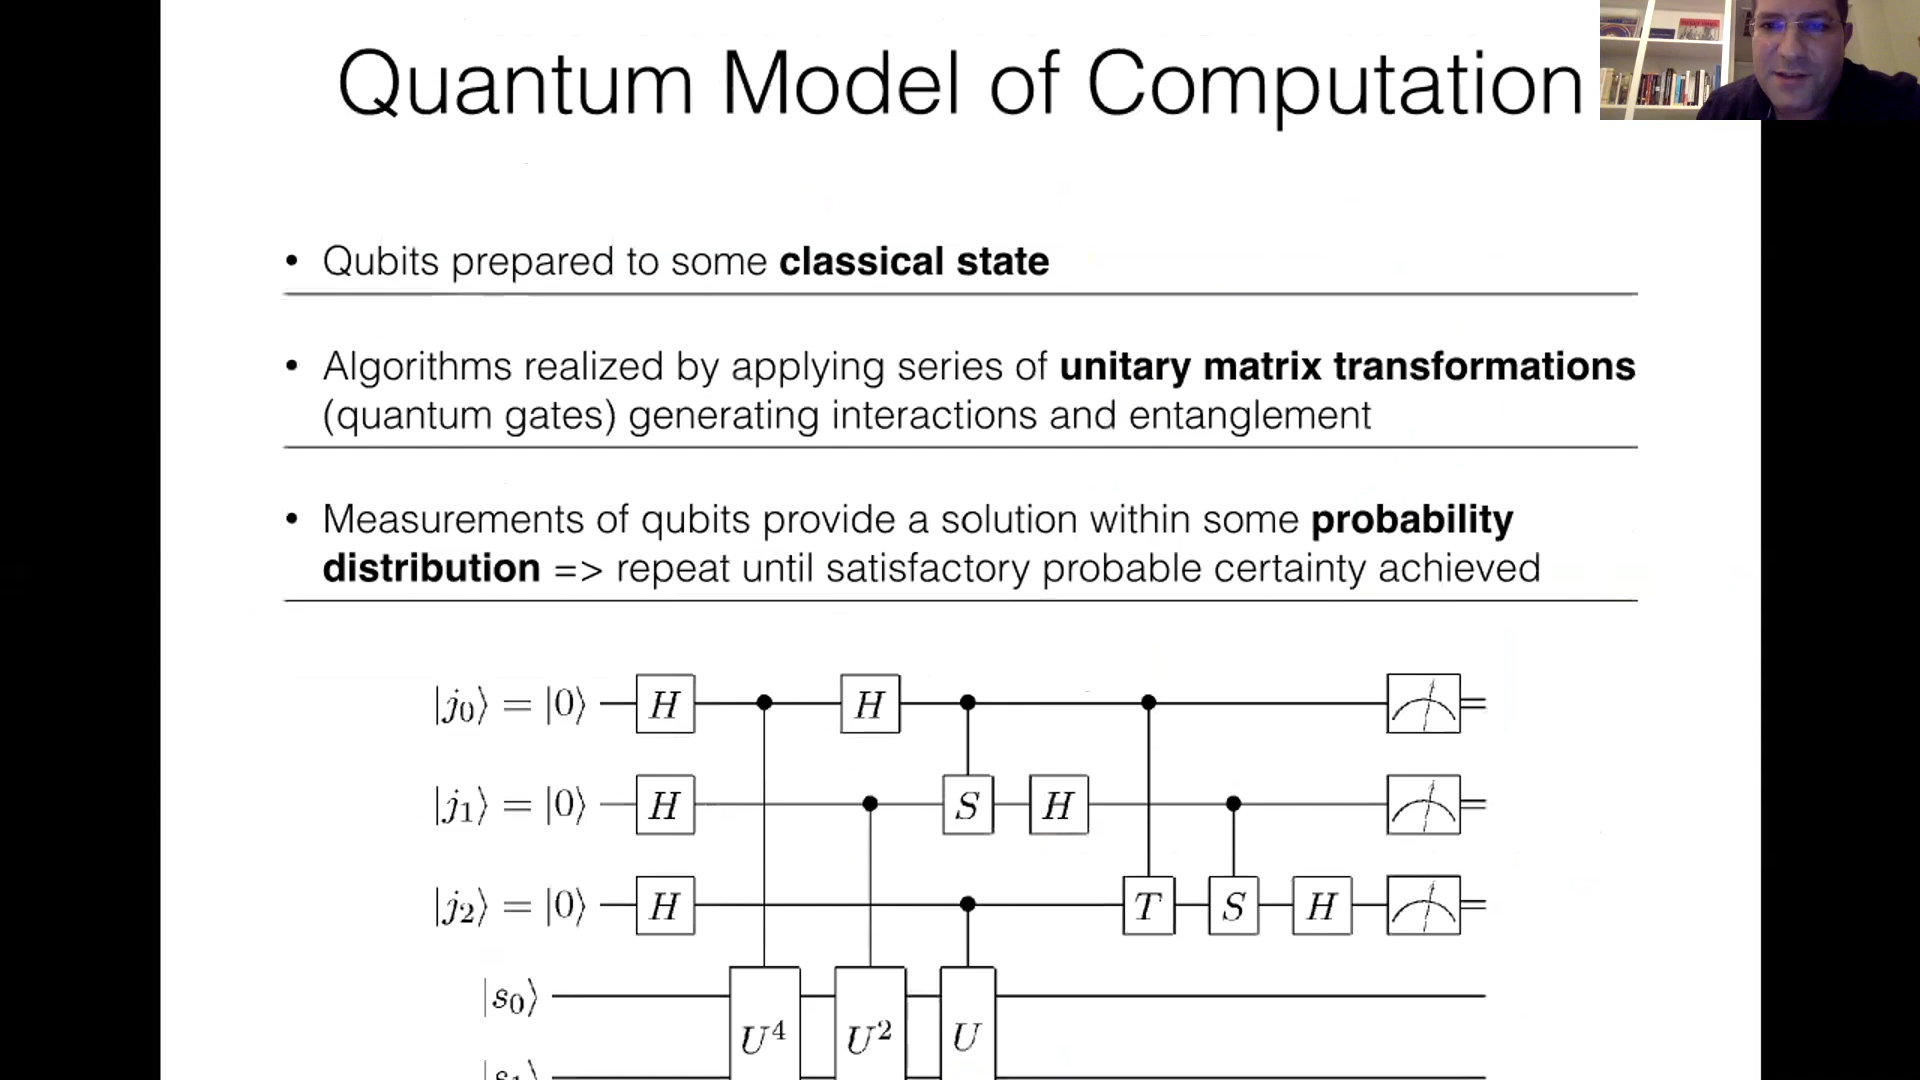 Quantum Model of Computation
• Qubits prepared to some classical state
• Algorithms realized by applying series of unitary matrix transformations
(quantum gates) generating interactions and entanglement
• Measurements of qubits provide a solution within some probability
distribution => repeat until satisfactory probable certainty achieved
|j₀⟩ = |0⟩ H H
|j₁⟩ = |0⟩ H S H
|j₂⟩ = |0⟩ H T S H
|s₀⟩
U⁴ U² U
|s₁⟩